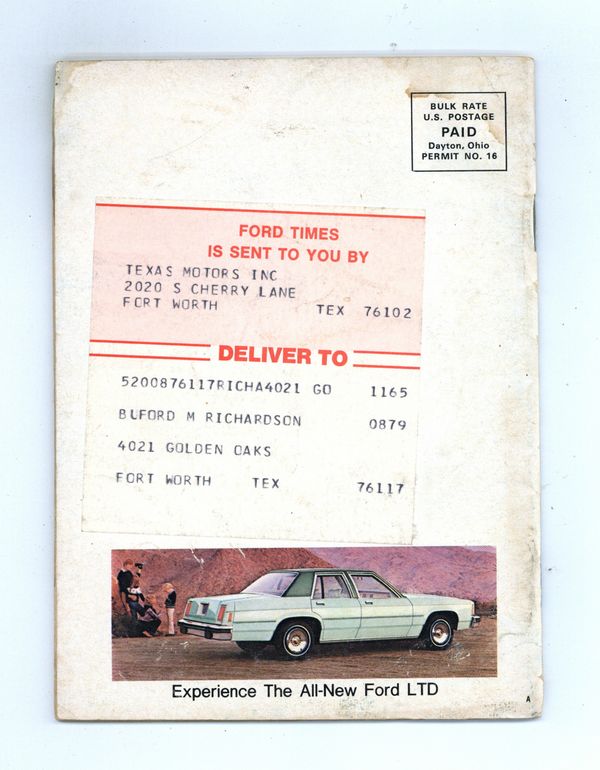 BULK RATE
U.S. POSTAGE
PAID
Dayton, Ohio
PERMIT NO. 16
FORD TIMES
IS SENT TO YOU BY
TEXAS MOTORS INC
2020 S CHERRY LANE
FORT WORTH TEX 76102
DELIVER TO
5200876117RICHA4021 GO 1165
BUFORD M RICHARDSON 0879
4021 GOLDEN OAKS
FORT WORTH TEX 76117
Experience The All-New Ford LTD
A